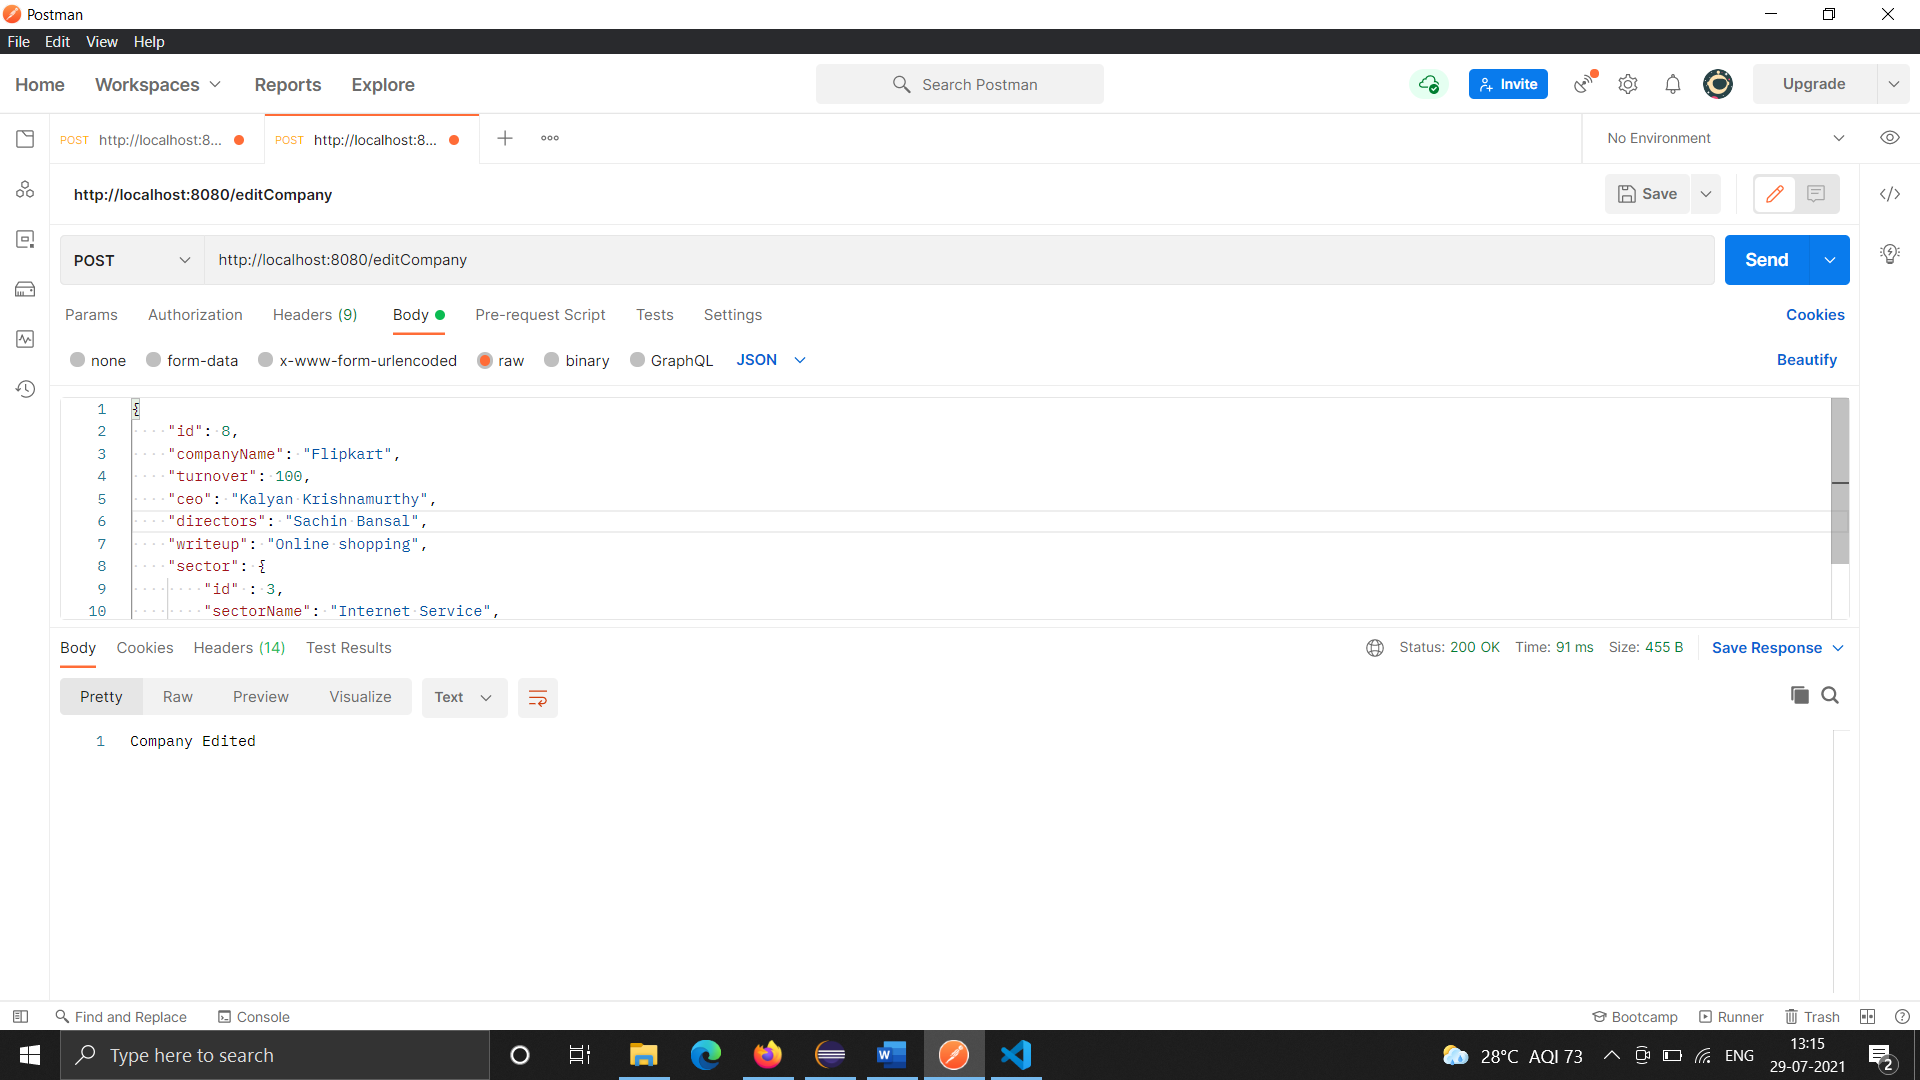 Postman
File Edit View Help
Home Workspaces Reports Explore Search Postman Invite Upgrade
POST http://localhost:8... POST http://localhost:8... No Environment
http://localhost:8080/editCompany Save
POST http://localhost:8080/editCompany Send
Params Authorization Headers (9) Body Pre-request Script Tests Settings Cookies
none form-data x-www-form-urlencoded raw binary GraphQL JSON Beautify
1 {
2 "id": 8,
3 "companyName": "Flipkart",
4 "turnover": 100,
5 "ceo": "Kalyan Krishnamurthy",
6 "directors": "Sachin Bansal",
7 "writeup": "Online shopping",
8 "sector": {
9 "id" : 3,
10 "sectorName": "Internet Service",
Body Cookies Headers (14) Test Results Status: 200 OK Time: 91 ms Size: 455 B Save Response
Pretty Raw Preview Visualize Text
1 Company Edited
Find and Replace Console Bootcamp Runner Trash
Type here to search 28°C AQI 73 ENG 13:15
29-07-2021 2